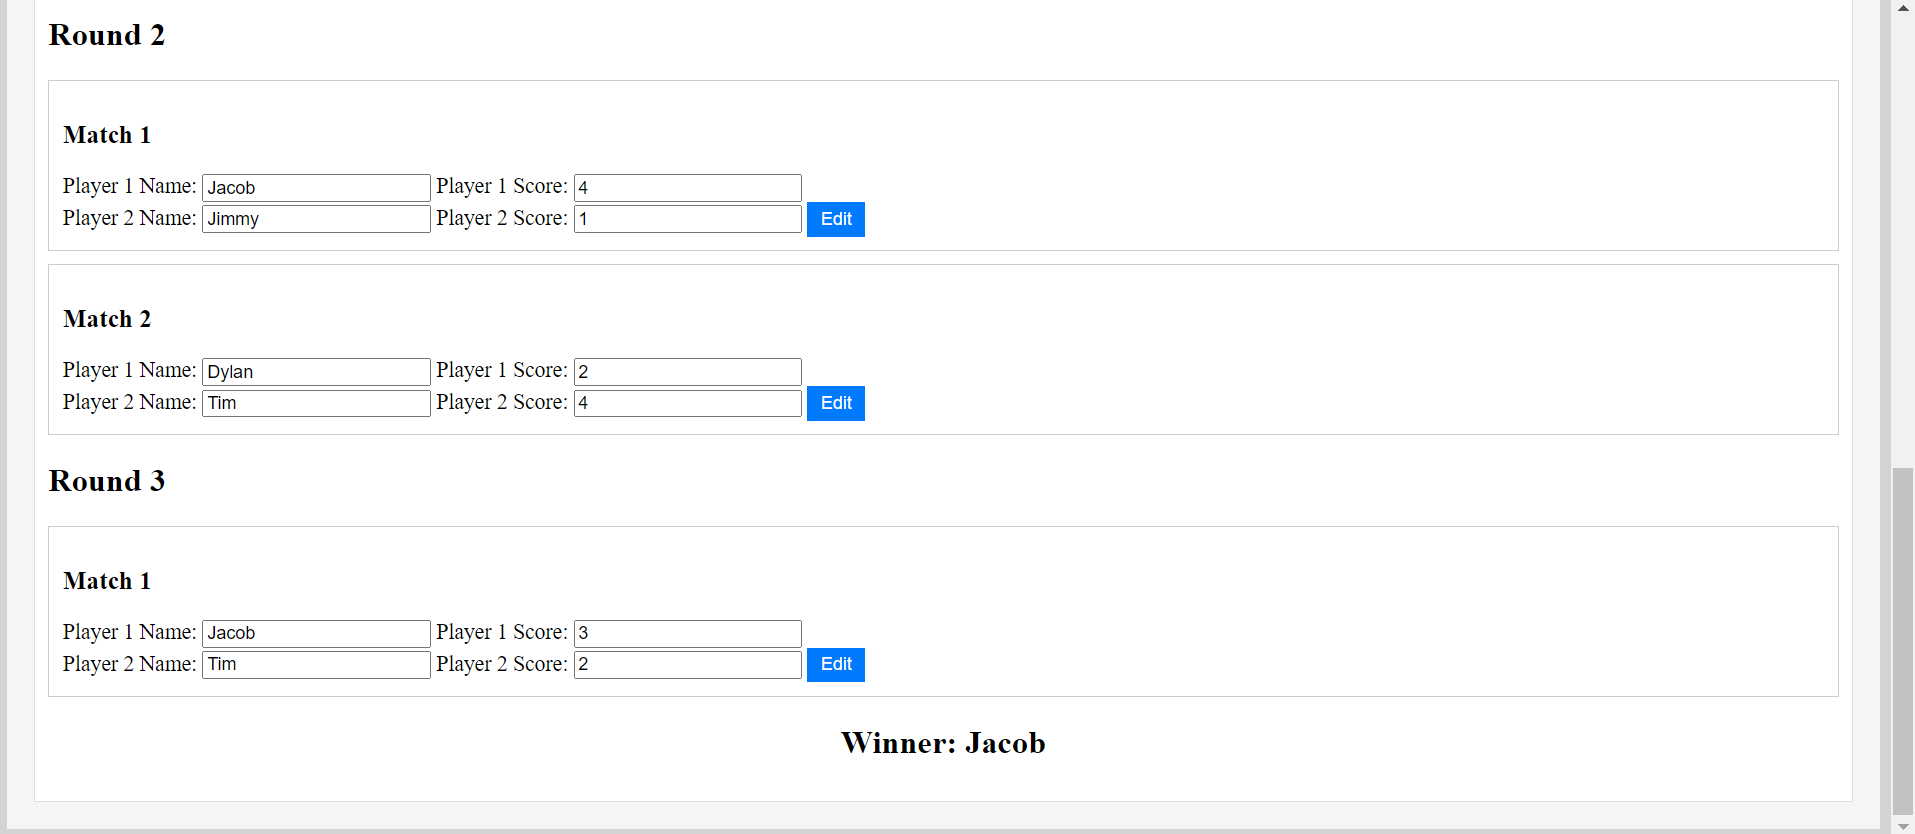 Round 2
Match 1
Player 1 Name: Jacob Player 1 Score: 4
Player 2 Name: Jimmy Player 2 Score: 1 Edit
Match 2
Player 1 Name: Dylan Player 1 Score: 2
Player 2 Name: Tim Player 2 Score: 4 Edit
Round 3
Match 1
Player 1 Name: Jacob Player 1 Score: 3
Player 2 Name: Tim Player 2 Score: 2 Edit
Winner: Jacob